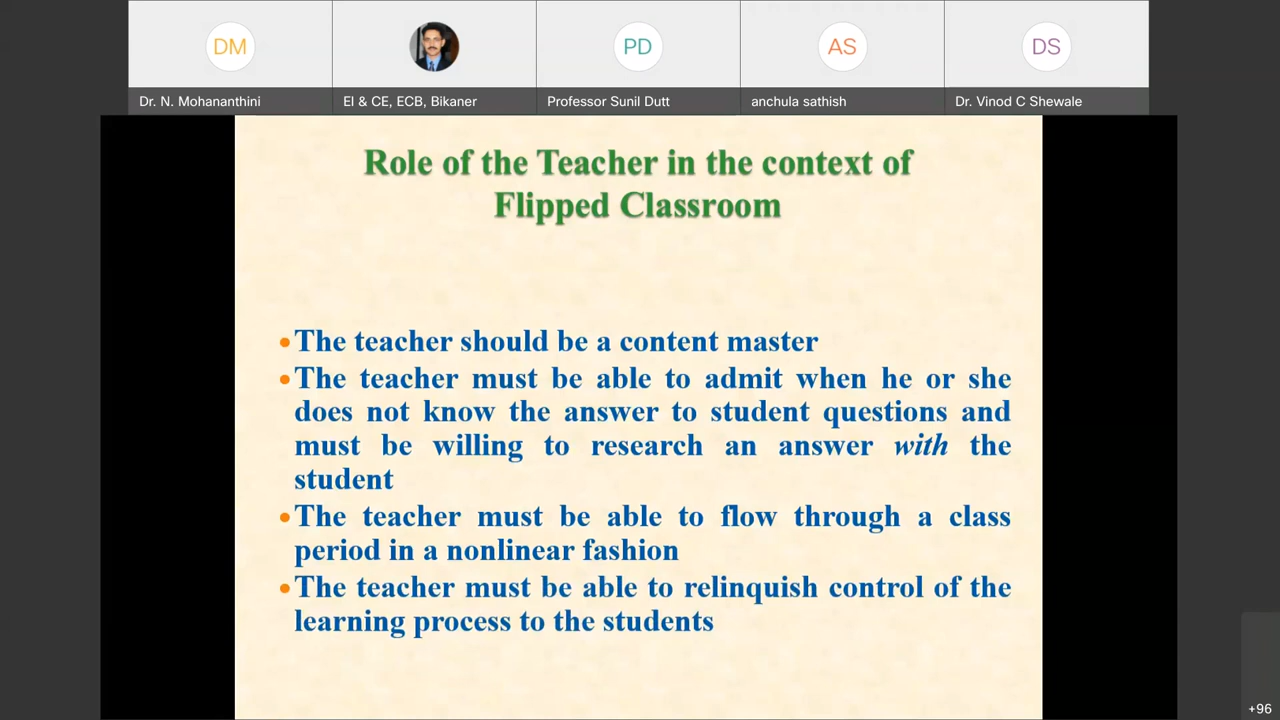 DM
PD
AS
DS
Dr. N. Mohananthini
EI & CE, ECB, Bikaner
Professor Sunil Dutt
anchula sathish
Dr. Vinod C Shewale
Role of the Teacher in the context of
Flipped Classroom
•The teacher should be a content master
•The teacher must be able to admit when he or she
does not know the answer to student questions and
must be willing to research an answer with the
student
•The teacher must be able to flow through a class
period in a nonlinear fashion
•The teacher must be able to relinquish control of the
learning process to the students
+96